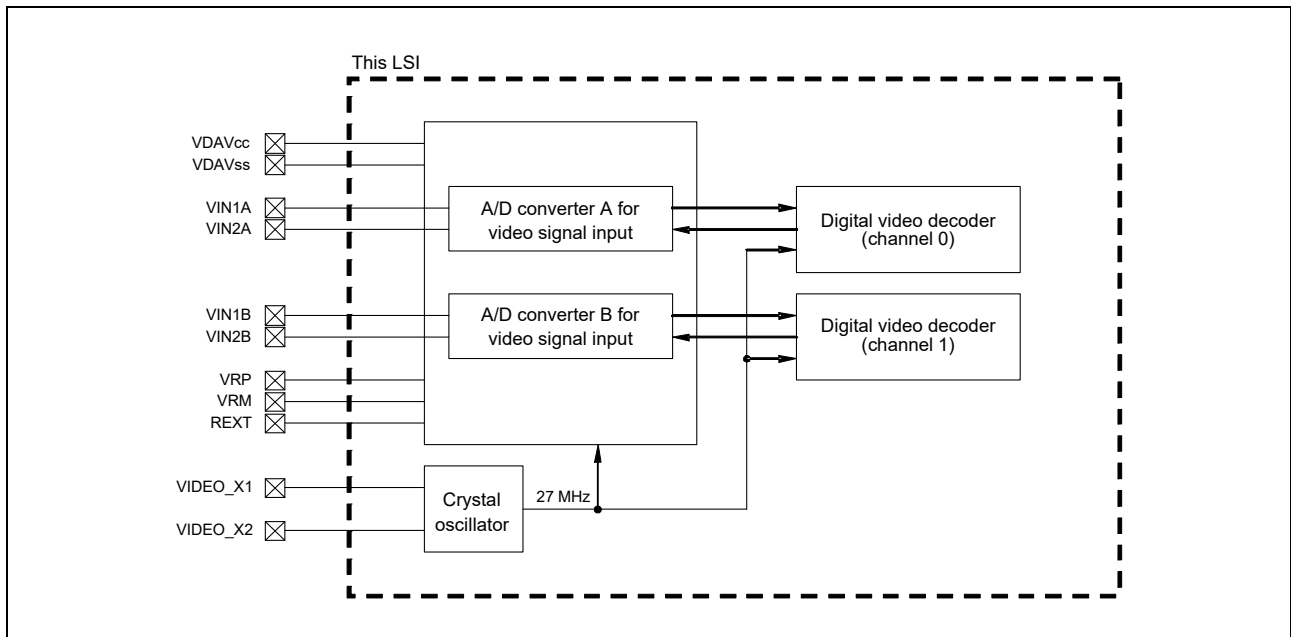 This LSI
VDAVcc
VDAVss
VIN1A
VIN2A
A/D converter A for
video signal input
Digital video decoder
(channel 0)
VIN1B
VIN2B
A/D converter B for
video signal input
Digital video decoder
(channel 1)
VRP
VRM
REXT
VIDEO_X1
VIDEO_X2
Crystal
oscillator
27 MHz